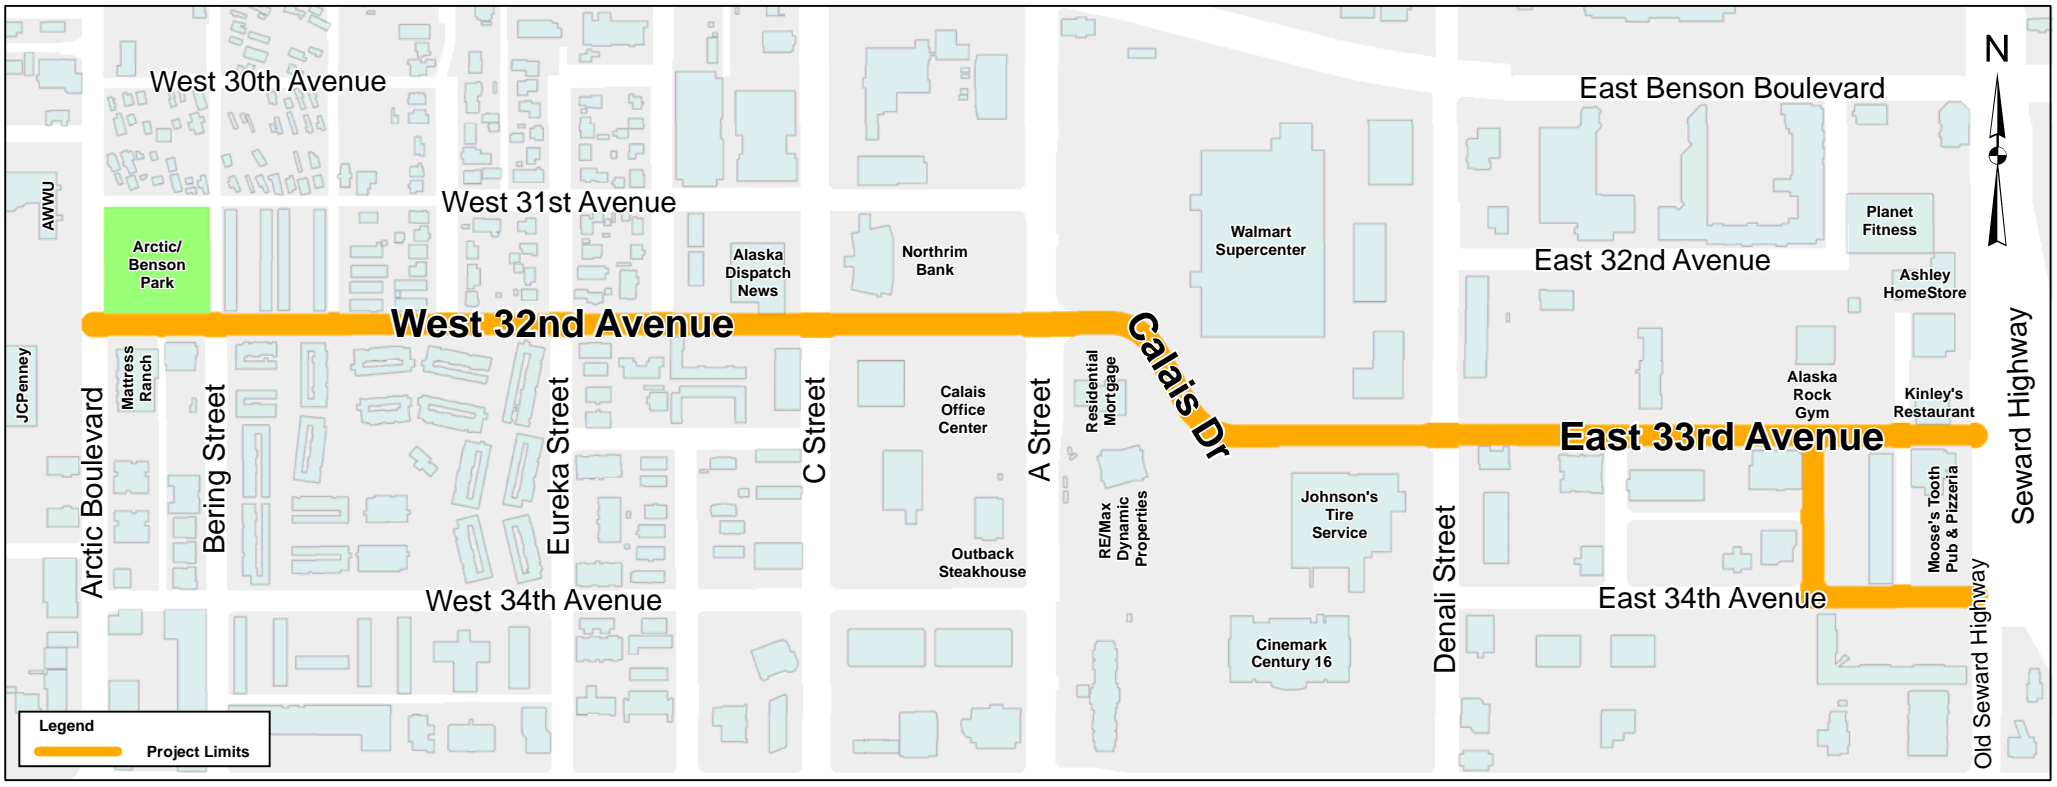 West 30th Avenue
East Benson Boulevard
N
AWWU
West 31st Avenue
Arctic/
Benson
Park
Alaska
Dispatch
News
Northrim
Bank
Walmart
Supercenter
Planet
Fitness
East 32nd Avenue
Ashley
HomeStore
West 32nd Avenue
Calais Dr
JCPenney
Mattress
Ranch
Arctic Boulevard
Bering Street
Eureka Street
C Street
Calais
Office
Center
A Street
Residential
Mortgage
Alaska
Rock
Gym
Kinley's
Restaurant
Seward Highway
East 33rd Avenue
RE/Max
Dynamic
Properties
Johnson's
Tire
Service
Denali Street
Moose's Tooth
Pub & Pizzeria
Outback
Steakhouse
West 34th Avenue
East 34th Avenue
Old Seward Highway
Cinemark
Century 16
Legend
Project Limits